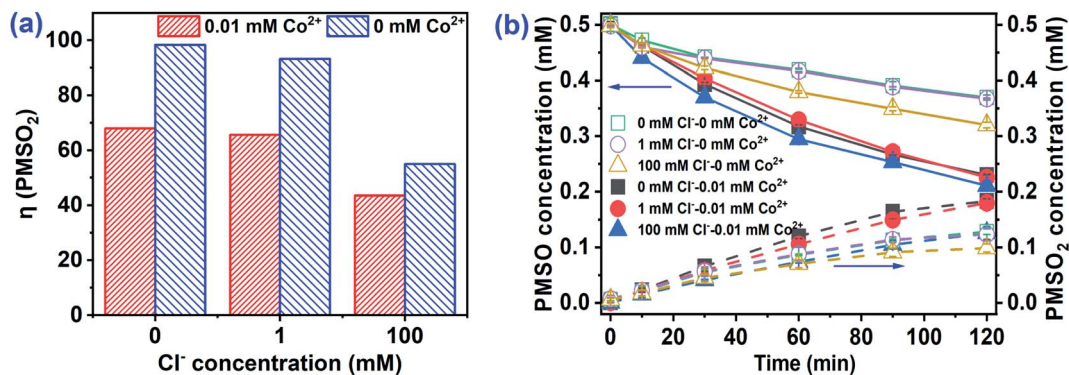 (a)
0.01 mM Co²⁺
0 mM Co²⁺
100
80
60
40
20
0
η (PMSO₂)
0
1
100
Cl⁻ concentration (mM)
(b)
0.5
0.4
0.3
0.2
0.1
0.0
PMSO concentration (mM)
0 mM Cl⁻-0 mM Co²⁺
1 mM Cl⁻-0 mM Co²⁺
100 mM Cl⁻-0 mM Co²⁺
0 mM Cl⁻-0.01 mM Co²⁺
1 mM Cl⁻-0.01 mM Co²⁺
100 mM Cl⁻-0.01 mM Co²⁺
0.5
0.4
0.3
0.2
0.1
0.0
PMSO₂ concentration (mM)
0
20
40
60
80
100
120
Time (min)